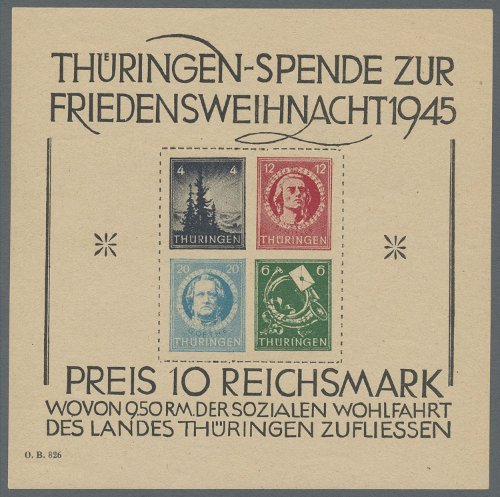 THÜRINGEN-SPENDE ZUR
FRIEDENSWEIHNACHT 1945
4 4
THÜRINGEN
12 12
THÜRINGEN
20 20
GOETHE
THÜRINGEN
6 6
THÜRINGEN
PREIS 10 REICHSMARK
WOVON 9.50 RM. DER SOZIALEN WOHLFAHRT
DES LANDES THÜRINGEN ZUFLIESSEN
O. B. 826